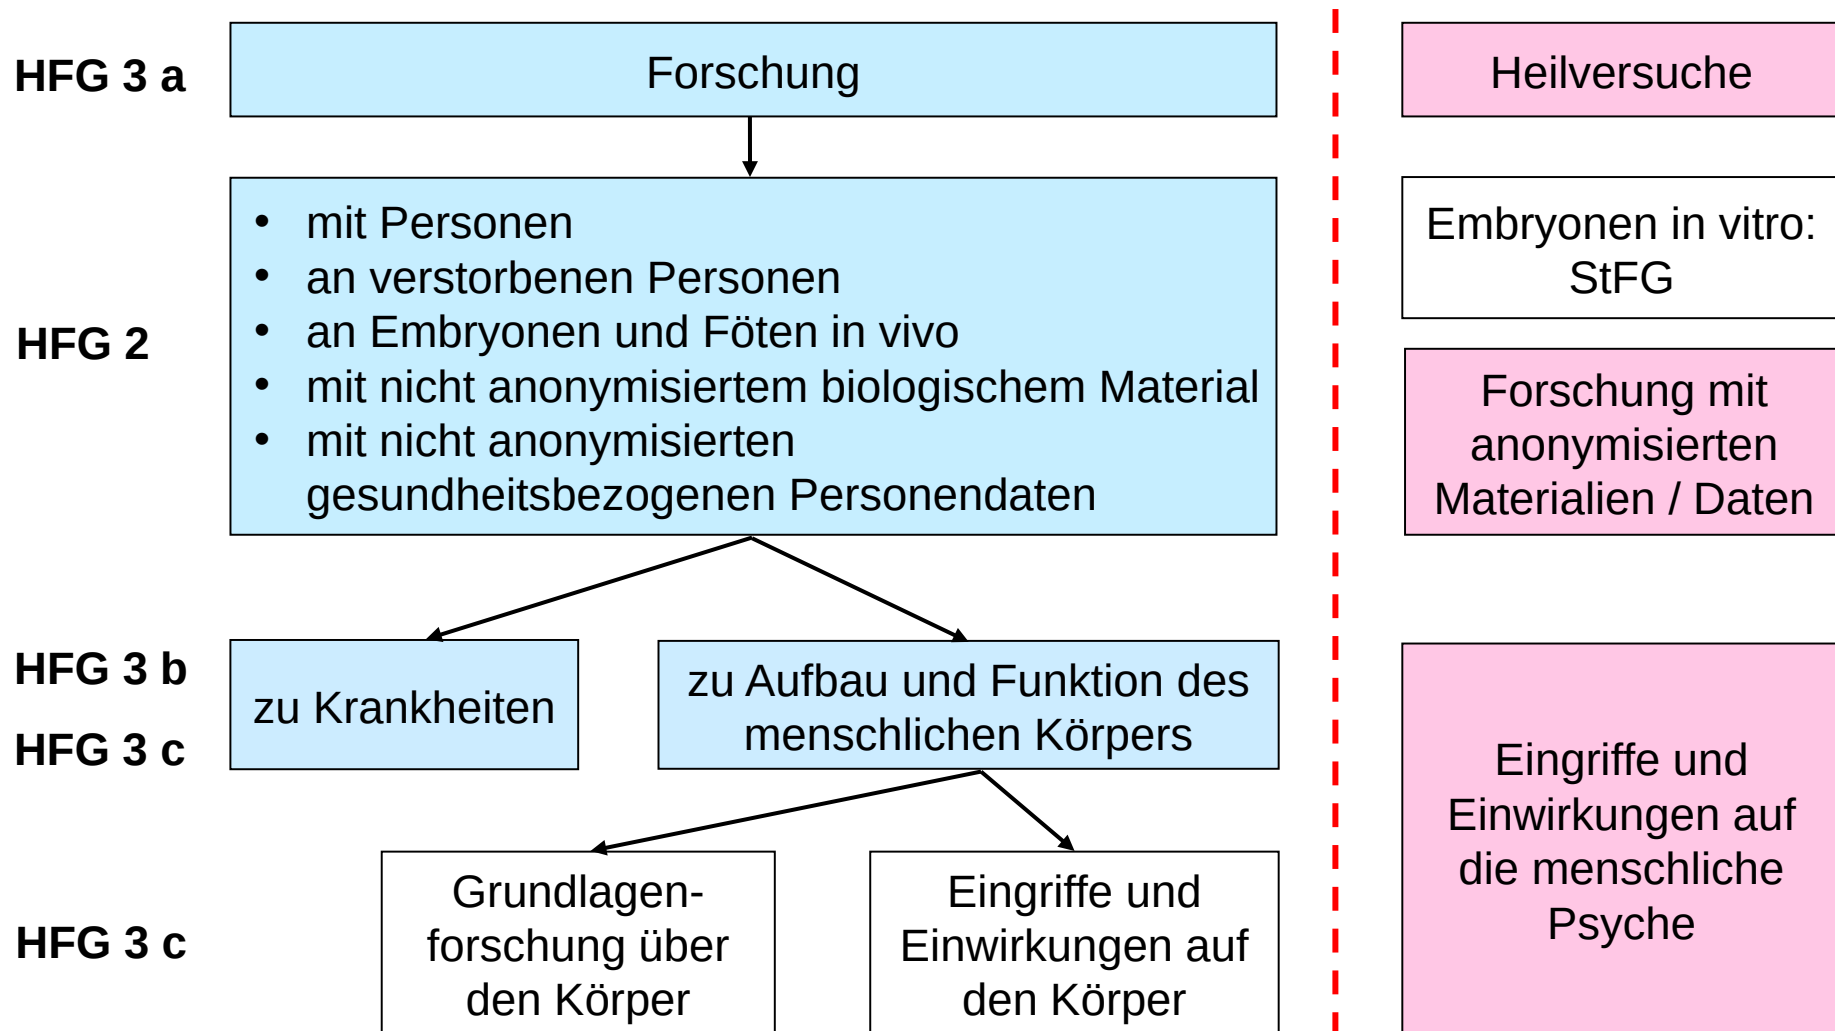 HFG 3 a
Forschung
Heilversuche
HFG 2
• mit Personen
• an verstorbenen Personen
• an Embryonen und Föten in vivo
• mit nicht anonymisiertem biologischem Material
• mit nicht anonymisierten
gesundheitsbezogenen Personendaten
Embryonen in vitro:
StFG
Forschung mit
anonymisierten
Materialien / Daten
HFG 3 b
HFG 3 c
zu Krankheiten
zu Aufbau und Funktion des
menschlichen Körpers
Eingriffe und
Einwirkungen auf
die menschliche
Psyche
HFG 3 c
Grundlagen-
forschung über
den Körper
Eingriffe und
Einwirkungen auf
den Körper